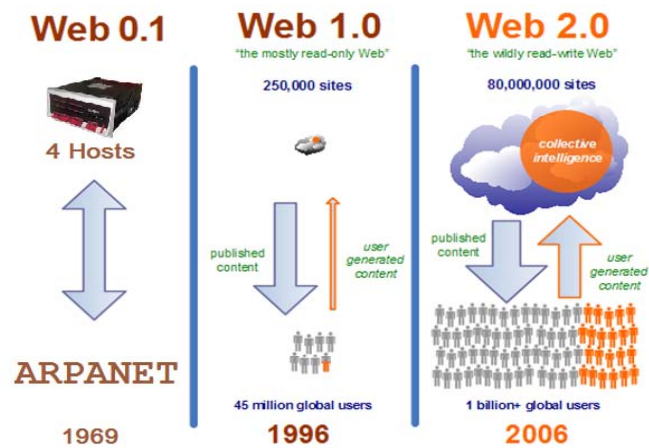 Web 0.1
4 Hosts
ARPANET
1969
Web 1.0
"the mostly read-only Web"
250,000 sites
published
content
user
generated
content
45 million global users
1996
Web 2.0
"the wildly read-write Web"
80,000,000 sites
collective
intelligence
published
content
user
generated
content
1 billion+ global users
2006